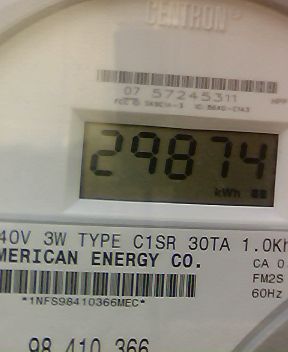 CENTRON®
07 57245311
29874
kWh
40V 3W TYPE C1SR 30TA 1.0Kh
MERICAN ENERGY CO.
CA 0
FM2S
*1NFS98410366MEC*
60Hz
98 410 366